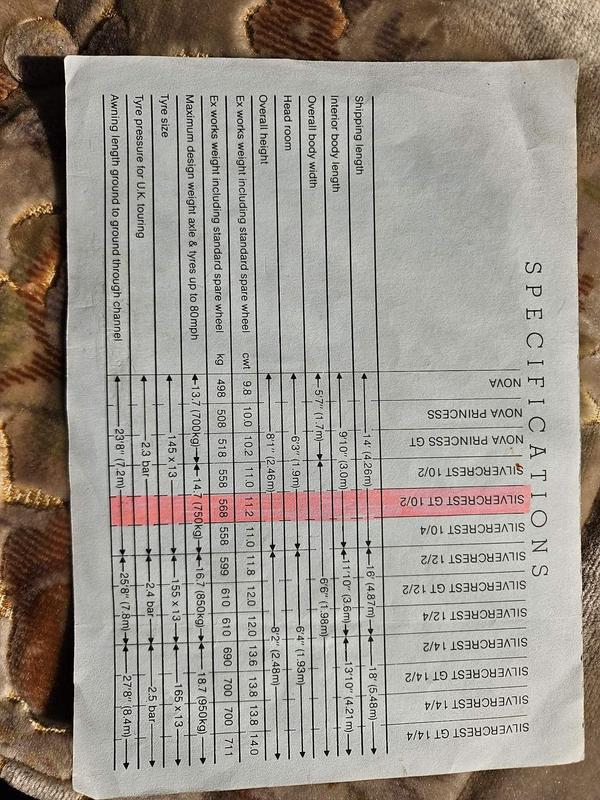 SPECIFICATIONS
NOVA
NOVA PRINCESS
NOVA PRINCESS GT
SILVERCREST 10/2
SILVERCREST GT 10/2
SILVERCREST 10/4
SILVERCREST 12/2
SILVERCREST GT 12/2
SILVERCREST 12/4
SILVERCREST 14/2
SILVERCREST GT 14/2
SILVERCREST 14/4
SILVERCREST GT 14/4
Shipping length 14' (4.26m) 16' (4.87m) 18' (5.48m)
Interior body length 9'10" (3.0m) 11'10" (3.6m) 13'10" (4.21m)
Overall body width 5'7" (1.7m) 6'6" (1.98m)
Head room 6'3" (1.9m) 6'4" (1.93m)
Overall height 8'1" (2.46m) 8'2" (2.48m)
Ex works weight including standard spare wheel cwt 9.8 10.0 10.2 11.0 11.2 11.0 11.8 12.0 12.0 13.6 13.8 13.8 14.0
Ex works weight including standard spare wheel kg 498 508 518 558 568 558 599 610 610 690 700 700 711
Maximum design weight axle & tyres up to 80mph 13.7 (700kg) 14.7 (750kg) 16.7 (850kg) 18.7 (950kg)
Tyre size 145 x 13 155 x 13 165 x 13
Tyre pressure for U.K. touring 2.3 bar 2.4 bar 2.5 bar
Awning length ground to ground through channel 23'8" (7.2m) 25'8" (7.8m) 27'8" (8.4m)